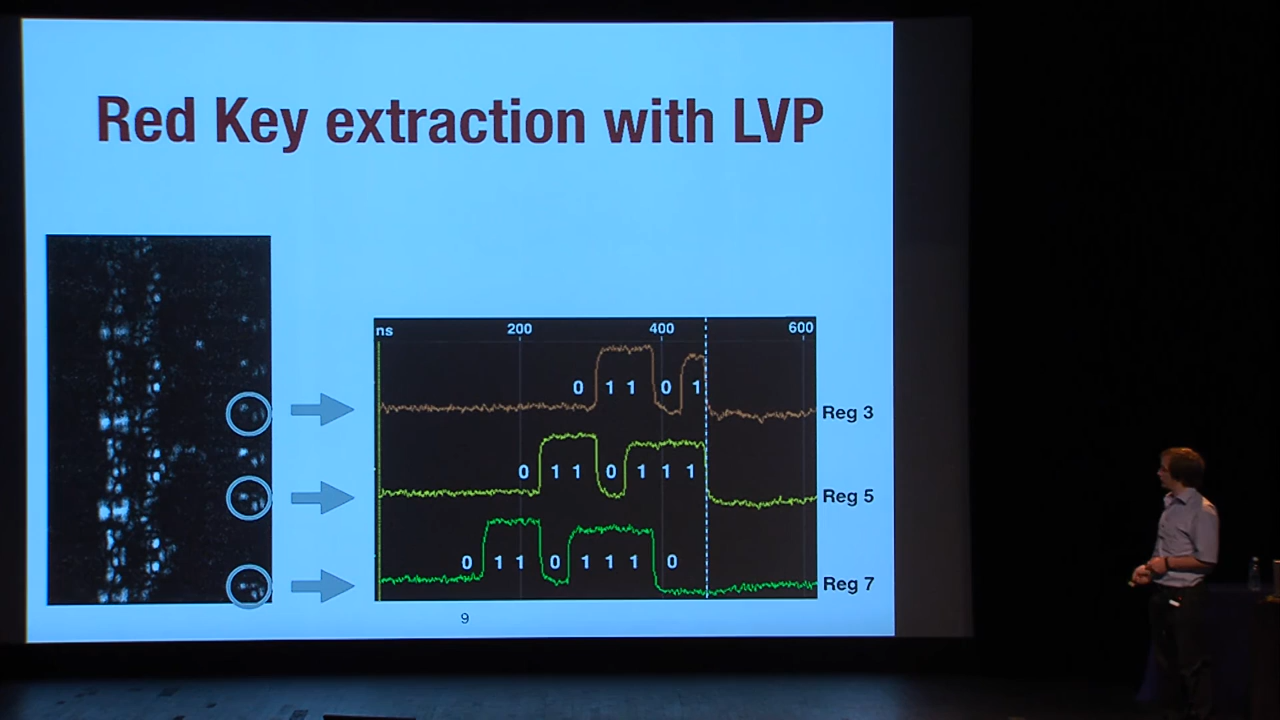 Red Key extraction with LVP
ns 200 400 600
0 1 1 0 1
Reg 3
0 1 1 0 1 1 1
Reg 5
0 1 1 0 1 1 1 0
Reg 7
9